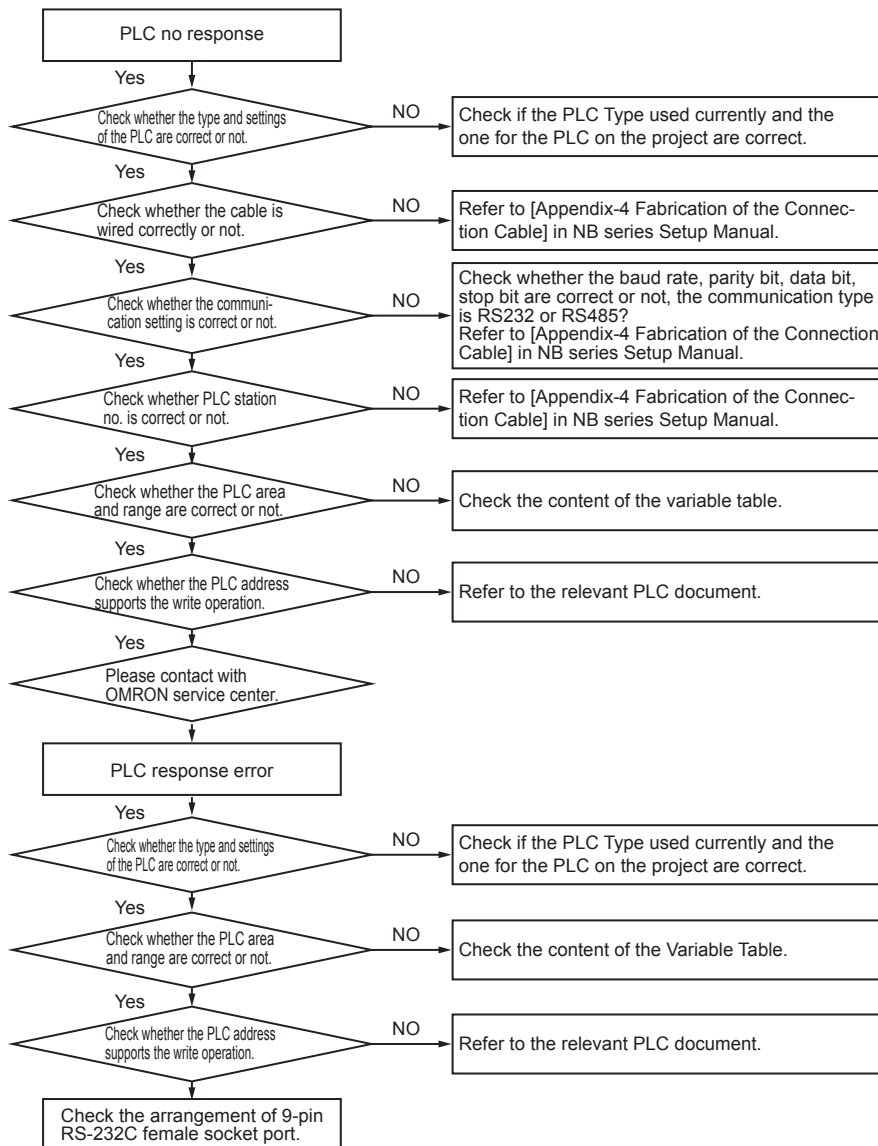 PLC no response
Yes
Check whether the type and settings
of the PLC are correct or not.
NO
Check if the PLC Type used currently and the
one for the PLC on the project are correct.
Yes
Check whether the cable is
wired correctly or not.
NO
Refer to [Appendix-4 Fabrication of the Connec-
tion Cable] in NB series Setup Manual.
Yes
Check whether the communi-
cation setting is correct or not.
NO
Check whether the baud rate, parity bit, data bit,
stop bit are correct or not, the communication type
is RS232 or RS485?
Refer to [Appendix-4 Fabrication of the Connection
Cable] in NB series Setup Manual.
Yes
Check whether PLC station
no. is correct or not.
NO
Refer to [Appendix-4 Fabrication of the Connec-
tion Cable] in NB series Setup Manual.
Yes
Check whether the PLC area
and range are correct or not.
NO
Check the content of the variable table.
Yes
Check whether the PLC address
supports the write operation.
NO
Refer to the relevant PLC document.
Yes
Please contact with
OMRON service center.
PLC response error
Yes
Check whether the type and settings
of the PLC are correct or not.
NO
Check if the PLC Type used currently and the
one for the PLC on the project are correct.
Yes
Check whether the PLC area
and range are correct or not.
NO
Check the content of the Variable Table.
Yes
Check whether the PLC address
supports the write operation.
NO
Refer to the relevant PLC document.
Yes
Check the arrangement of 9-pin
RS-232C female socket port.